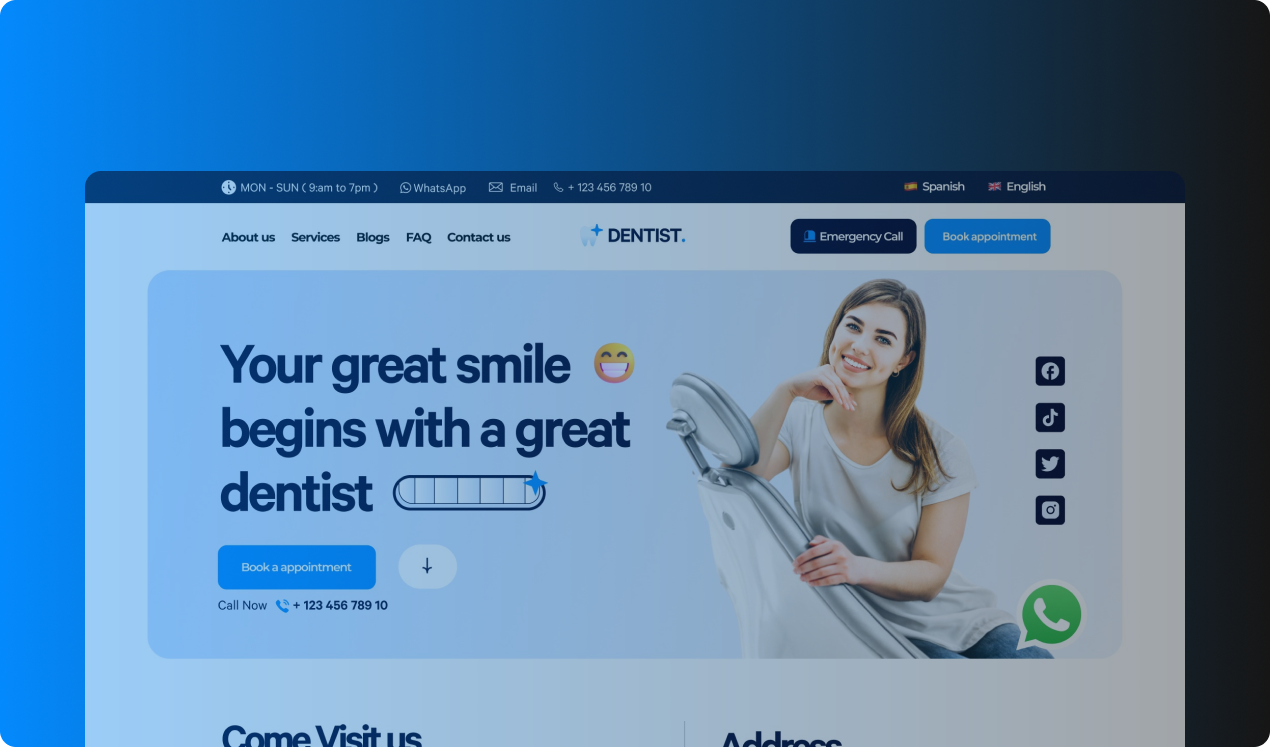 MON - SUN ( 9:am to 7pm ) WhatsApp Email + 123 456 789 10 Spanish English
About us Services Blogs FAQ Contact us DENTIST. Emergency Call Book appointment
Your great smile
begins with a great
dentist
Book a appointment
Call Now + 123 456 789 10
Come Visit us Address